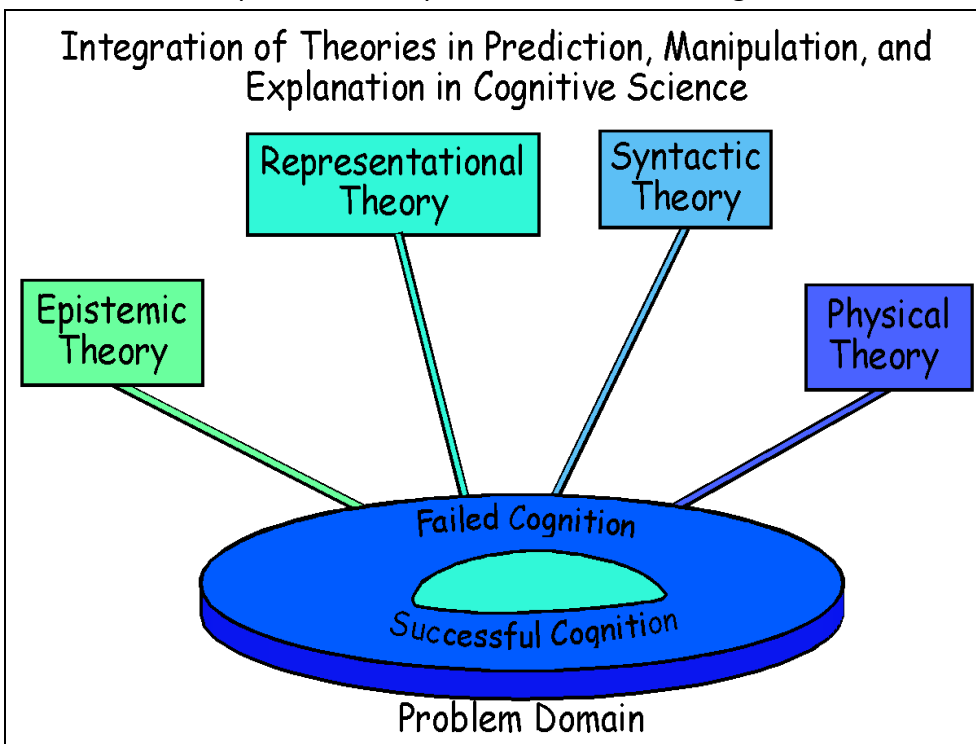 Integration of Theories in Prediction, Manipulation, and
Explanation in Cognitive Science
Representational
Theory
Syntactic
Theory
Epistemic
Theory
Physical
Theory
Failed Cognition
Successful Cognition
Problem Domain